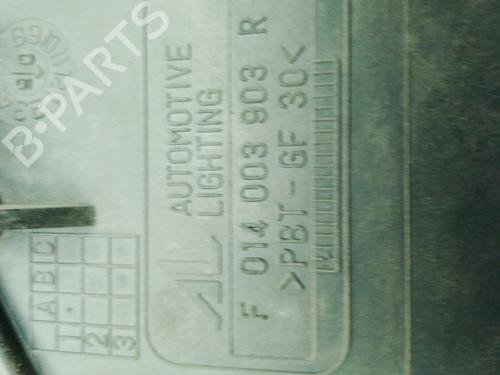 AUTOMOTIVE
LIGHTING
F 014 003 903 R
>PBT-GF 30<
A B C
1
2
3
B-PARTS